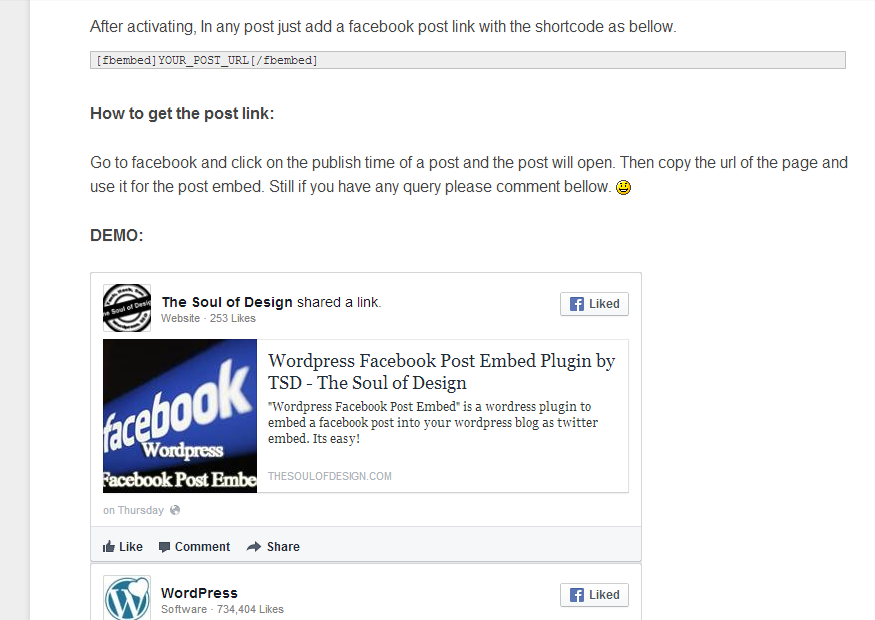 After activating, In any post just add a facebook post link with the shortcode as bellow.
[fbembed]YOUR_POST_URL[/fbembed]
How to get the post link:
Go to facebook and click on the publish time of a post and the post will open. Then copy the url of the page and
use it for the post embed. Still if you have any query please comment bellow.
DEMO:
The Soul of Design shared a link.
Website · 253 Likes
Liked
facebook
Wordpress
Facebook Post Embe
Wordpress Facebook Post Embed Plugin by
TSD - The Soul of Design
"Wordpress Facebook Post Embed" is a wordress plugin to
embed a facebook post into your wordpress blog as twitter
embed. Its easy!
THESOULOFDESIGN.COM
on Thursday
Like Comment Share
WordPress
Software · 734,404 Likes
Liked